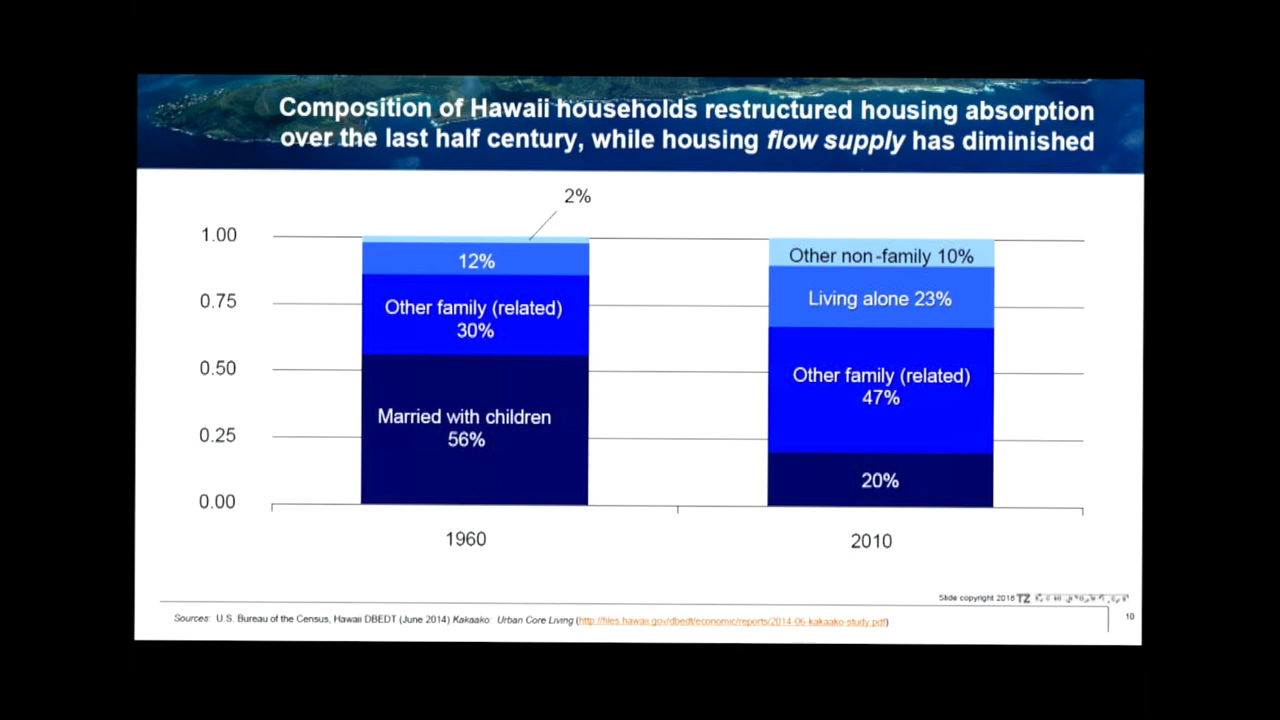 Composition of Hawaii households restructured housing absorption
over the last half century, while housing flow supply has diminished
2%
1.00
0.75
0.50
0.25
0.00
12%
Other family (related)
30%
Married with children
56%
Other non-family 10%
Living alone 23%
Other family (related)
47%
20%
1960
2010
Slide copyright 2018 TZ
Sources: U.S. Bureau of the Census, Hawaii DBEDT (June 2014) Kakaako: Urban Core Living (http://files.hawaii.gov/dbedt/economic/reports/2014-06-kakaako-study.pdf)
10